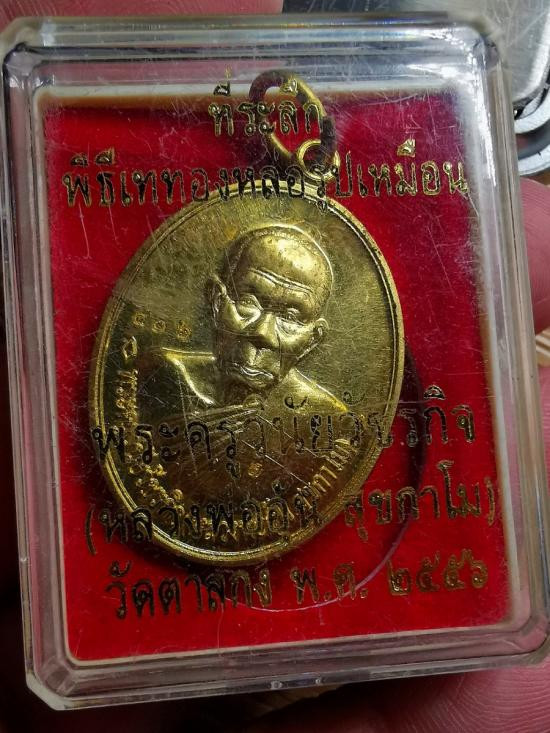 ที่ระลึก
พิธีเททองหล่อรูปเหมือน
พระครูวินัยวัชรกิจ
(หลวงพ่ออุ้น สุขกาโม)
วัดตาลกง พ.ศ. ๒๕๕๖